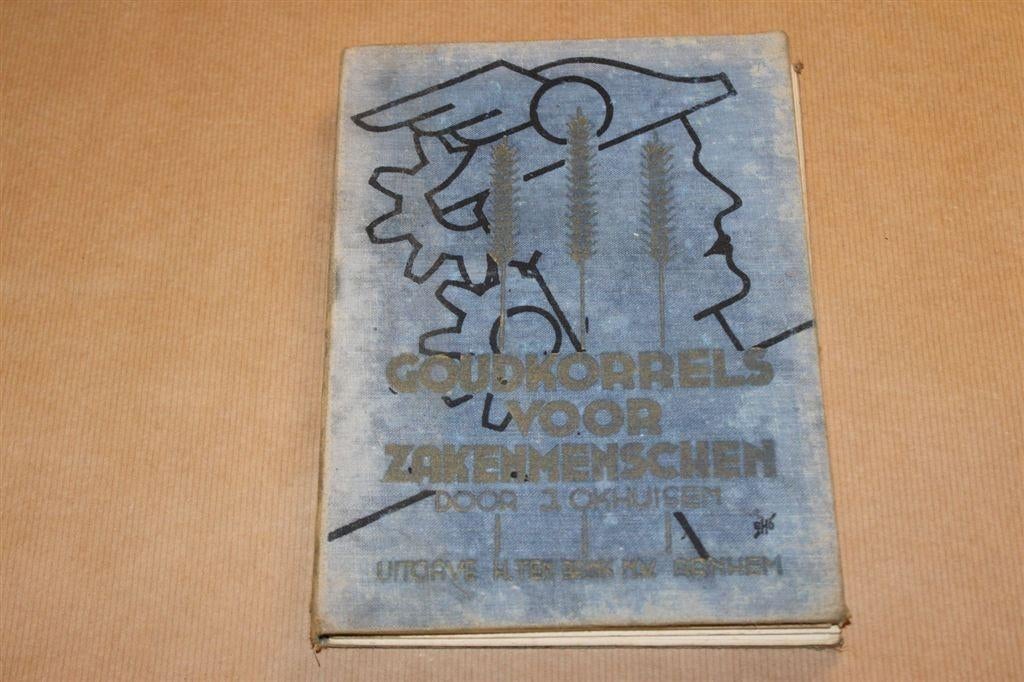 GOUDKORRELS
VOOR
ZAKENMENSCHEN
DOOR J. OKHUISEN
UITGAVE H. TEN BRINK N.V. ARNHEM